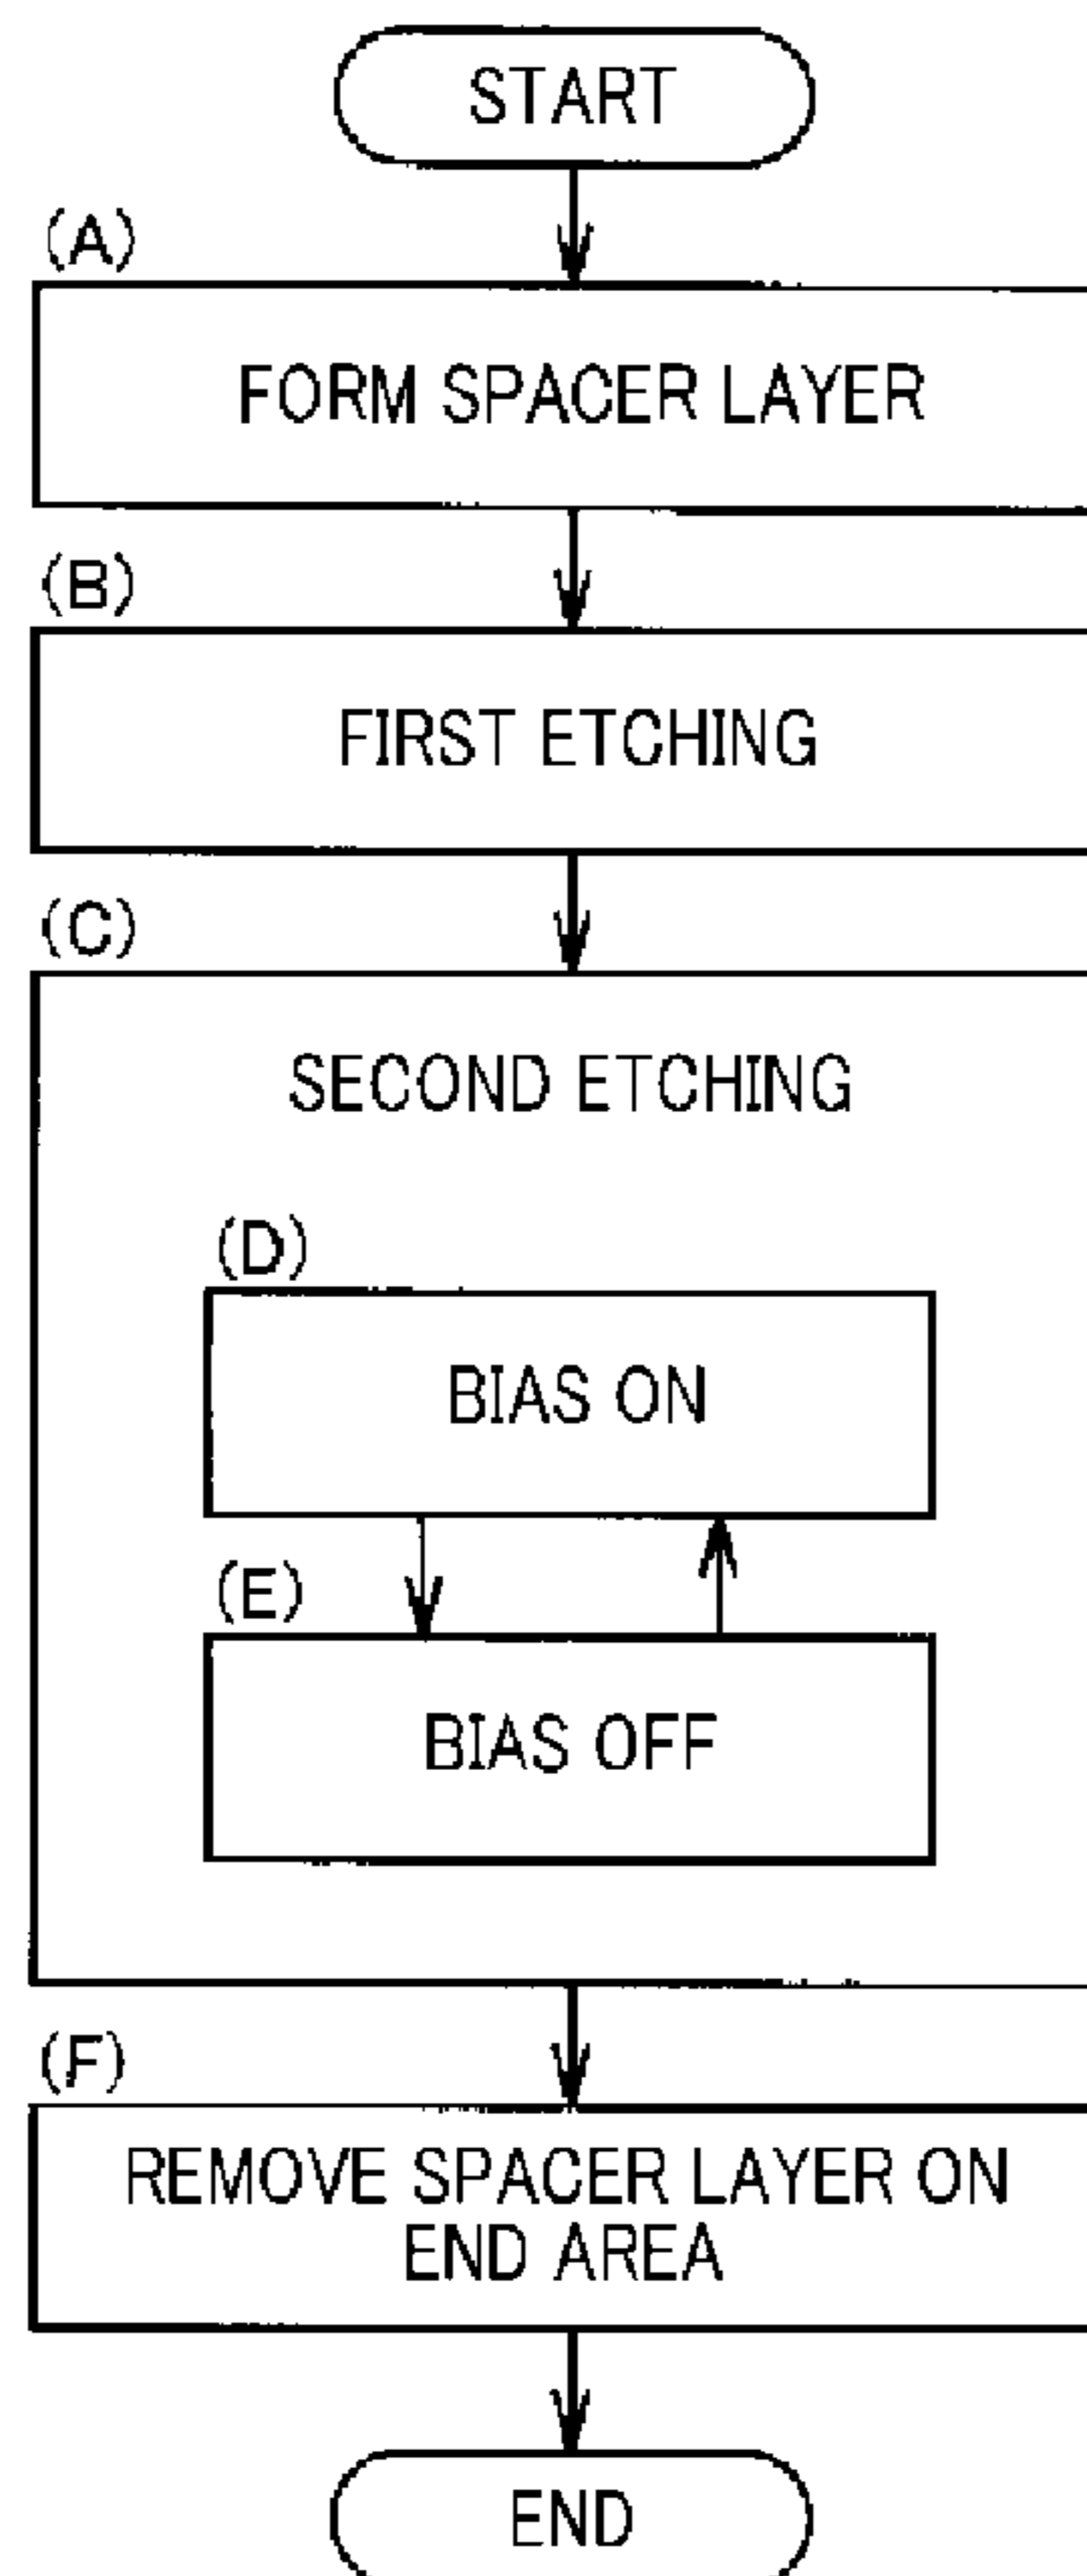 START
(A)
FORM SPACER LAYER
(B)
FIRST ETCHING
(C)
SECOND ETCHING
(D)
BIAS ON
(E)
BIAS OFF
(F)
REMOVE SPACER LAYER ON
END AREA
END